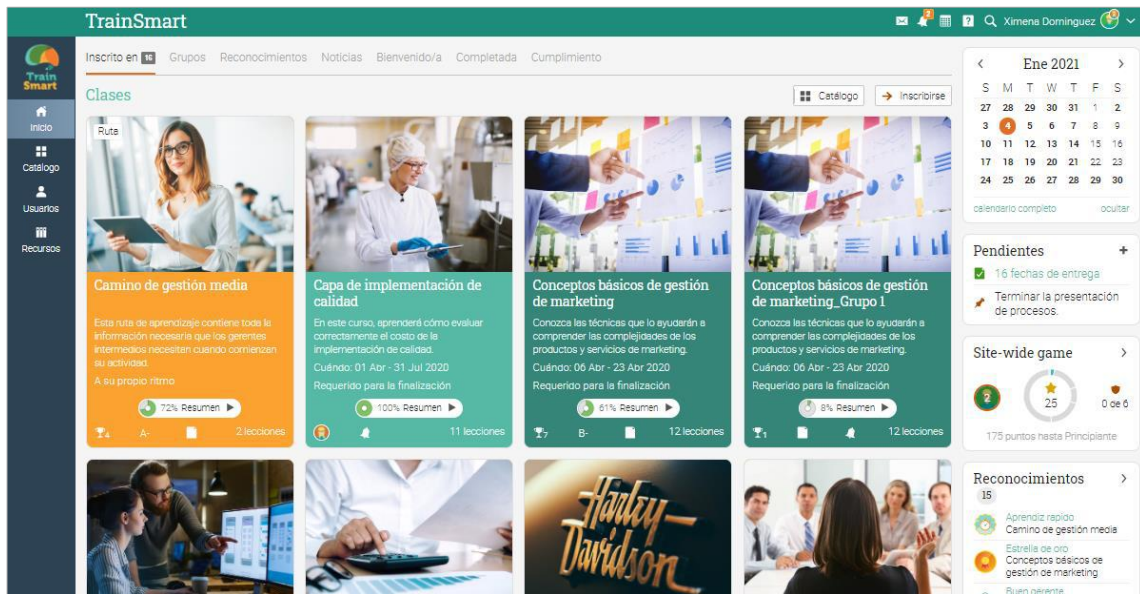 TrainSmart
2
Ximena Dorninguez
Train
Smart
Inicio
Catálogo
Usuarios
Recursos
Inscrito en 16 Grupos Reconocimientos Noticias Bienvenido/a Completada Cumplimiento
Clases
Catálogo
Inscribirse
Ruta
Camino de gestión media
Esta ruta de aprendizaje contiene toda la
información necesaria que los gerentes
intermedios necesitan cuando comienzan
su actividad.
A su propio ritmo
72% Resumen
4 A- 2 lecciones
Capa de implementación de
calidad
En este curso, aprenderá cómo evaluar
correctamente el costo de la
implementación de calidad.
Cuándo: 01 Abr - 31 Jul 2020
Requerido para la finalización
100% Resumen
11 lecciones
Conceptos básicos de gestión
de marketing
Conozca las técnicas que lo ayudarán a
comprender las complejidades de los
productos y servicios de marketing.
Cuándo: 06 Abr - 23 Abr 2020
Requerido para la finalización
61% Resumen
7 B- 12 lecciones
Conceptos básicos de gestión
de marketing_Grupo 1
Conozca las técnicas que lo ayudarán a
comprender las complejidades de los
productos y servicios de marketing.
Cuándo: 06 Abr - 23 Abr 2020
Requerido para la finalización
8% Resumen
1 12 lecciones
Harley-
Davidson
Ene 2021
S M T W T F S
27 28 29 30 31 1 2
3 4 5 6 7 8 9
10 11 12 13 14 15 16
17 18 19 20 21 22 23
24 25 26 27 28 29 30
calendario completo ocultar
Pendientes +
16 fechas de entrega
Terminar la presentación
de procesos.
Site-wide game
2
25
0 de 6
175 puntos hasta Principiante
Reconocimientos
15
Aprendiz rapido
Camino de gestión media
Estrella de oro
Conceptos básicos de
gestión de marketing
Buen gerente